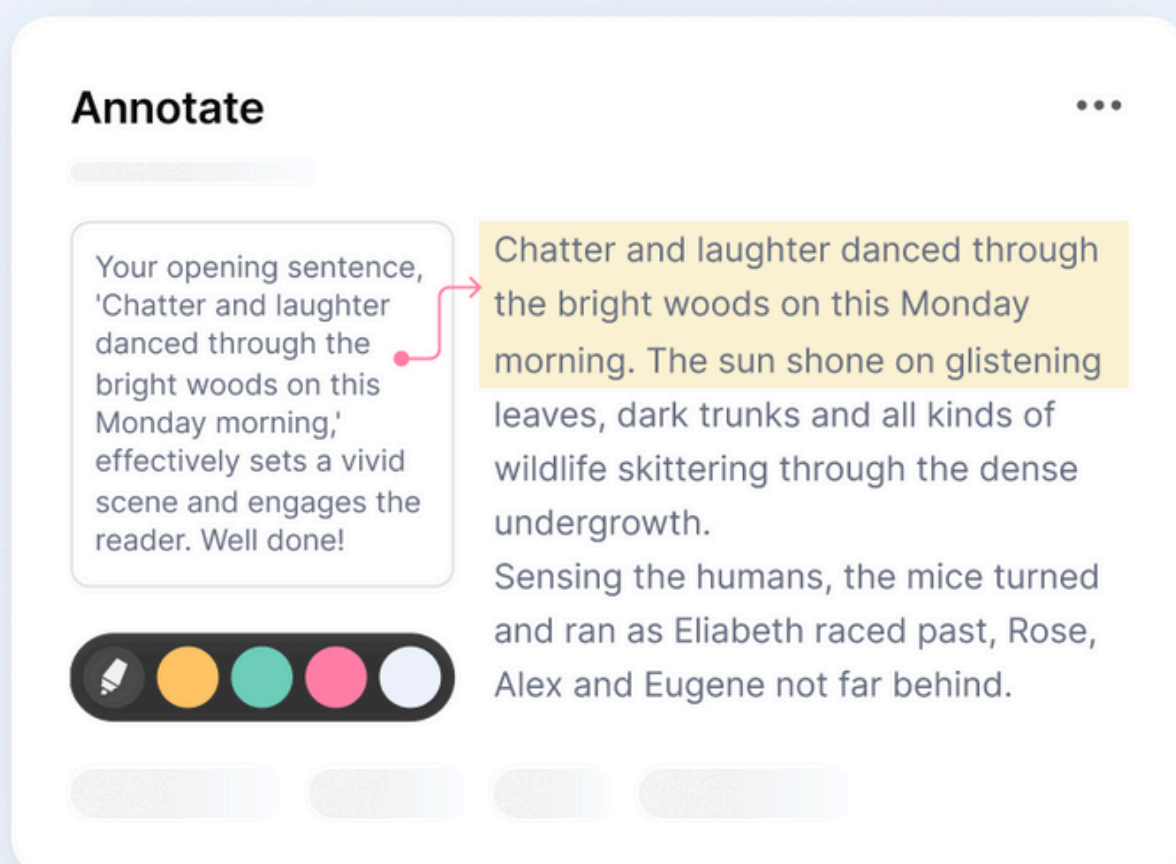 Annotate
Your opening sentence,
'Chatter and laughter
danced through the
bright woods on this
Monday morning,'
effectively sets a vivid
scene and engages the
reader. Well done!
Chatter and laughter danced through
the bright woods on this Monday
morning. The sun shone on glistening
leaves, dark trunks and all kinds of
wildlife skittering through the dense
undergrowth.
Sensing the humans, the mice turned
and ran as Eliabeth raced past, Rose,
Alex and Eugene not far behind.